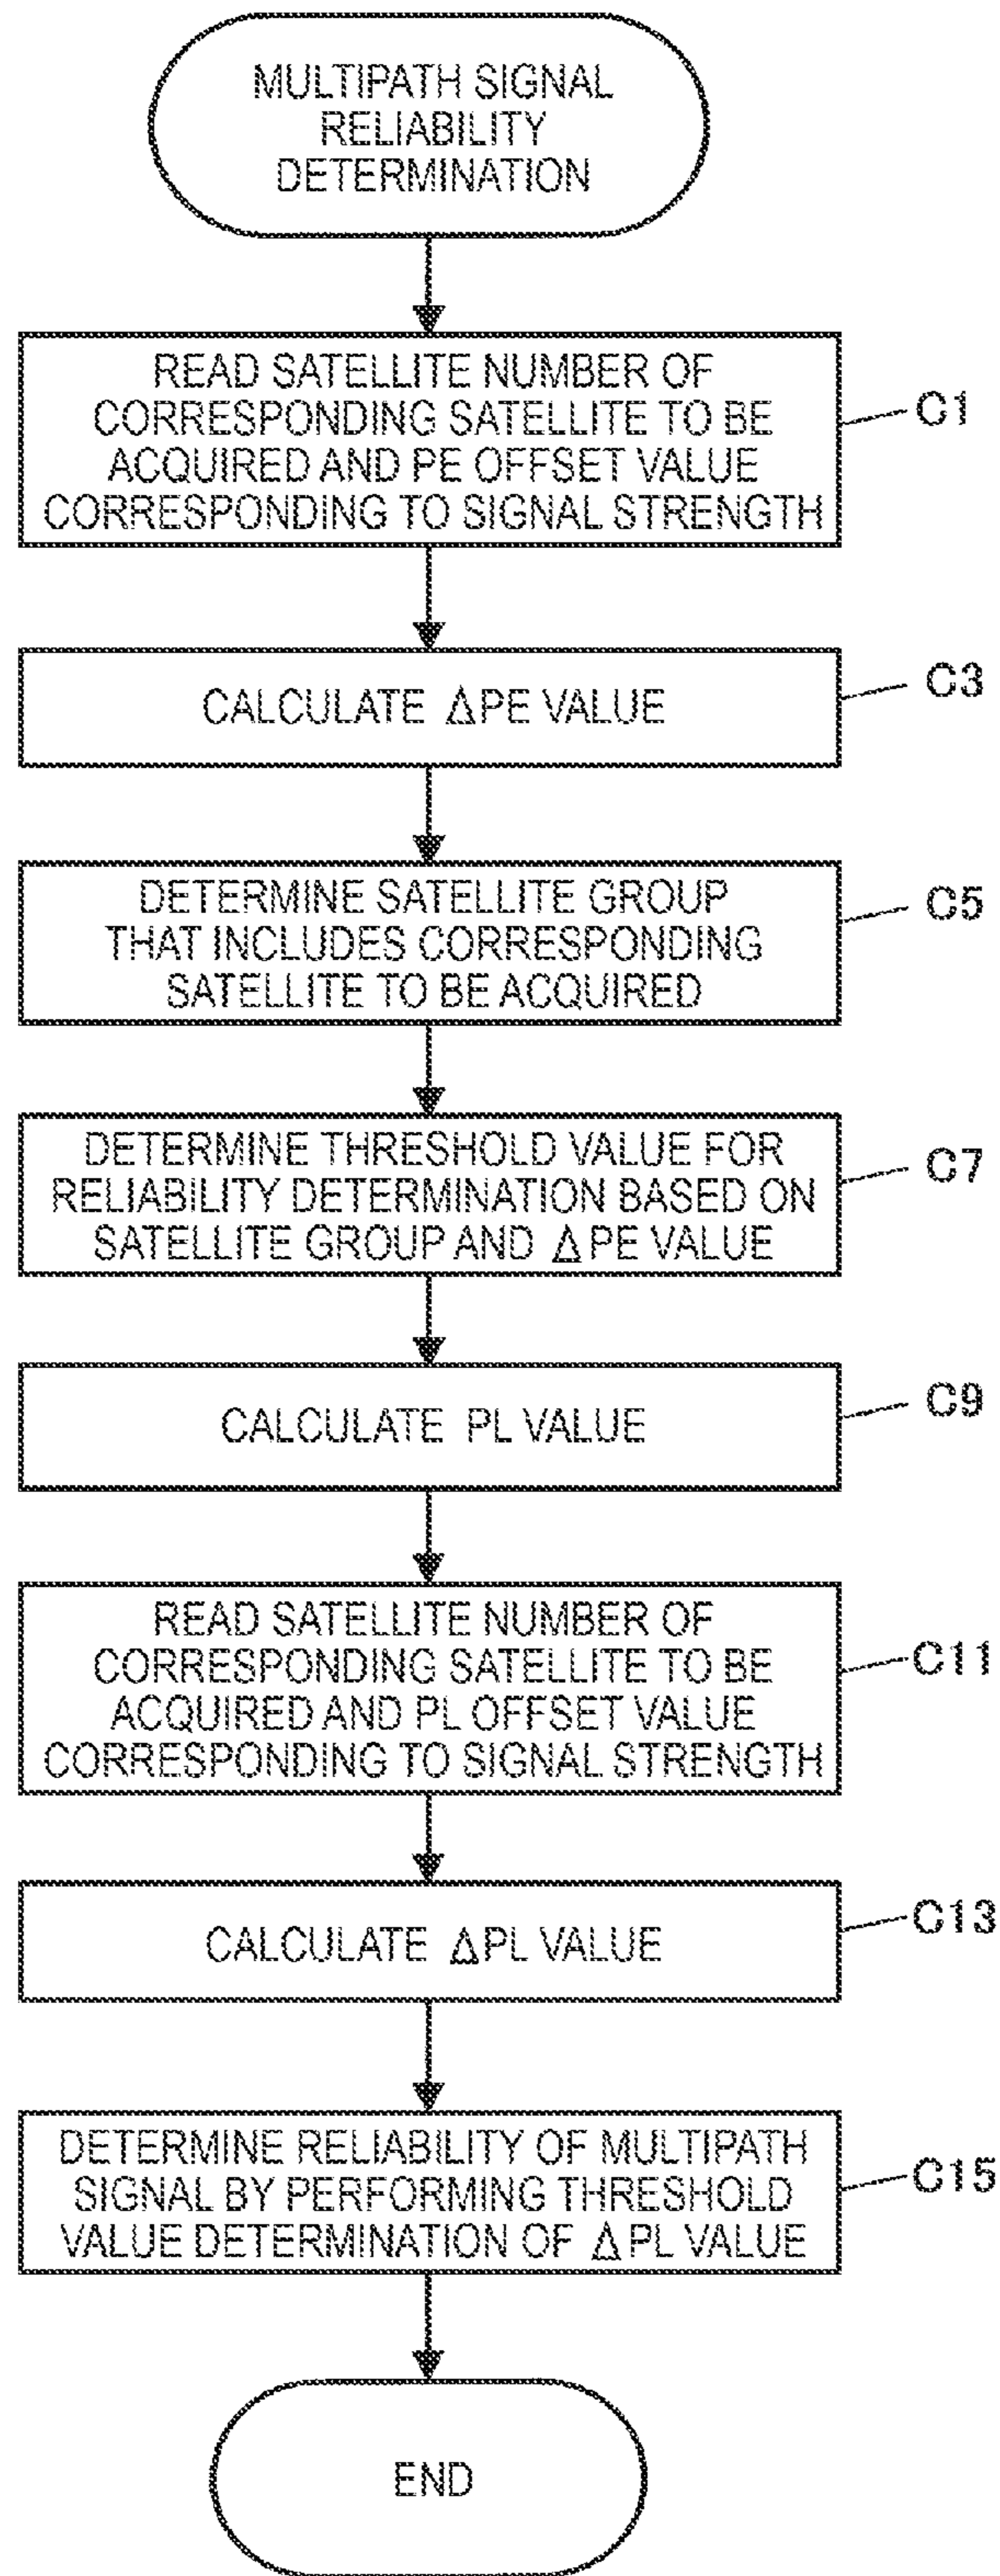 MULTIPATH SIGNAL
RELIABILITY
DETERMINATION
READ SATELLITE NUMBER OF
CORRESPONDING SATELLITE TO BE
ACQUIRED AND PE OFFSET VALUE
CORRESPONDING TO SIGNAL STRENGTH
C1
CALCULATE ΔPE VALUE
C3
DETERMINE SATELLITE GROUP
THAT INCLUDES CORRESPONDING
SATELLITE TO BE ACQUIRED
C5
DETERMINE THRESHOLD VALUE FOR
RELIABILITY DETERMINATION BASED ON
SATELLITE GROUP AND ΔPE VALUE
C7
CALCULATE PL VALUE
C9
READ SATELLITE NUMBER OF
CORRESPONDING SATELLITE TO BE
ACQUIRED AND PL OFFSET VALUE
CORRESPONDING TO SIGNAL STRENGTH
C11
CALCULATE ΔPL VALUE
C13
DETERMINE RELIABILITY OF MULTIPATH
SIGNAL BY PERFORMING THRESHOLD
VALUE DETERMINATION OF ΔPL VALUE
C15
END